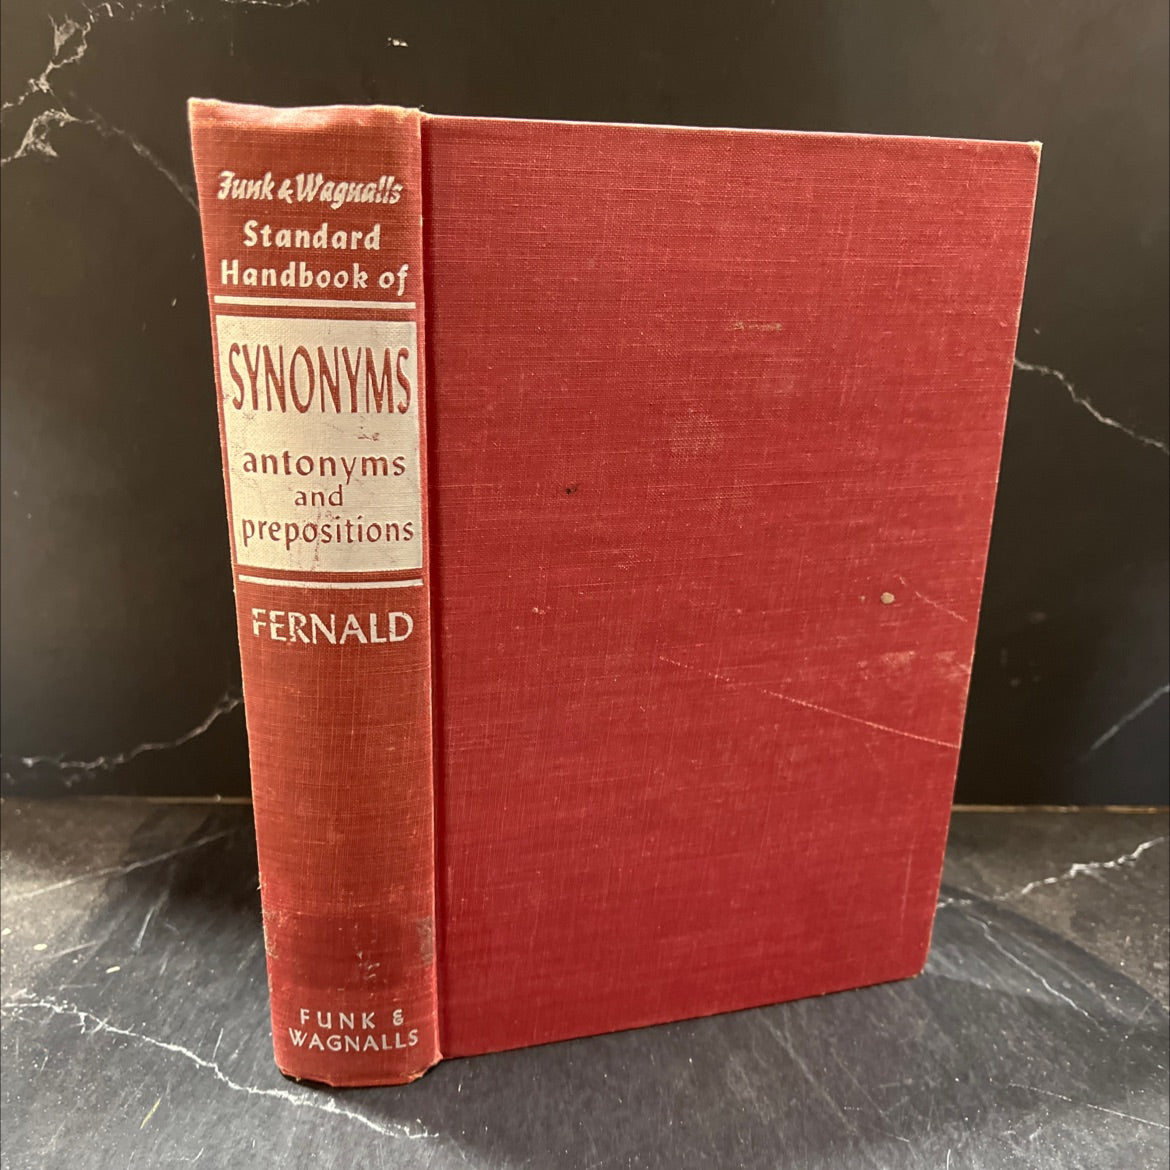 Funk & Wagnalls
Standard
Handbook of
SYNONYMS
antonyms
and
prepositions
FERNALD
FUNK &
WAGNALLS